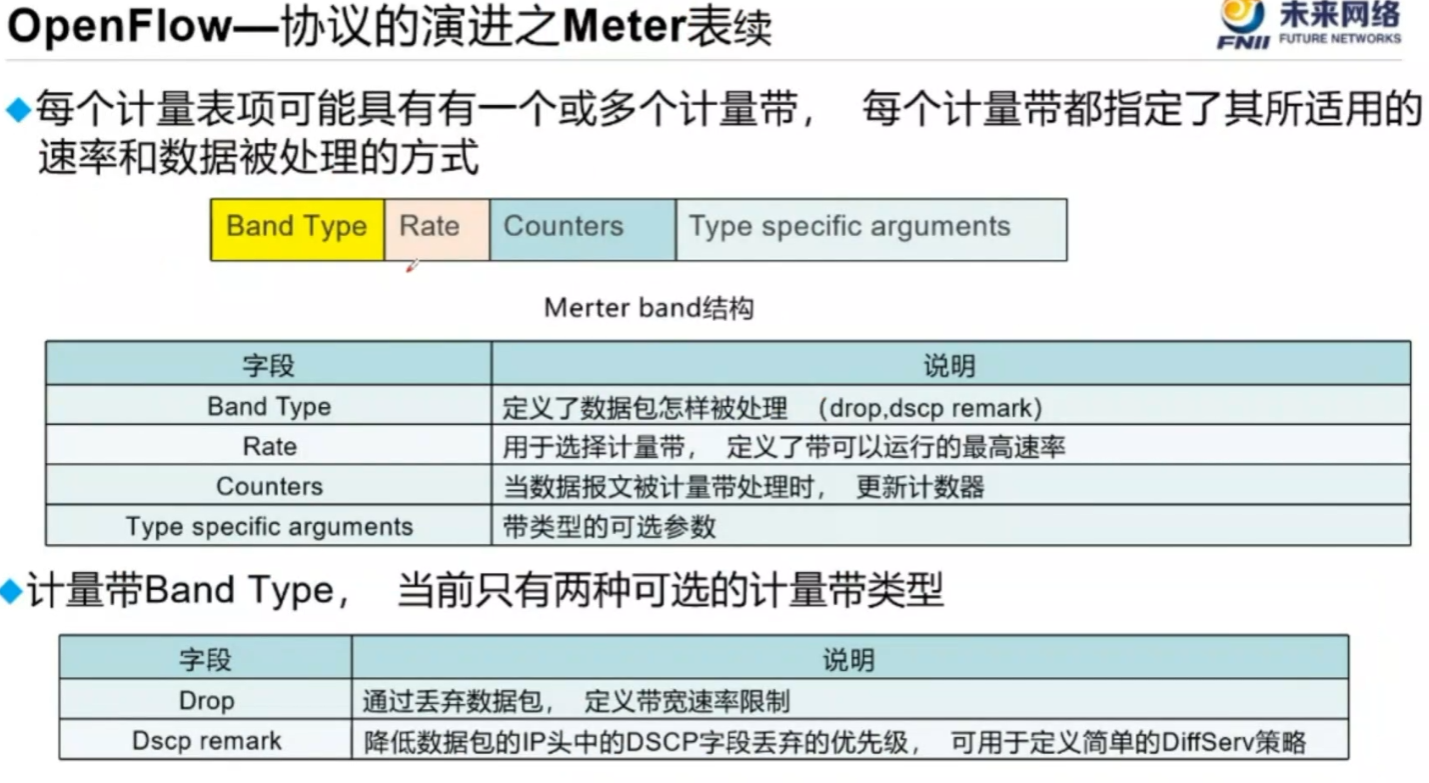 OpenFlow—协议的演进之Meter表续
未来网络
FNII FUTURE NETWORKS
每个计量表项可能具有有一个或多个计量带， 每个计量带都指定了其所适用的
速率和数据被处理的方式
Band Type Rate Counters Type specific arguments
Merter band结构
字段 说明
Band Type 定义了数据包怎样被处理 （drop,dscp remark）
Rate 用于选择计量带， 定义了带可以运行的最高速率
Counters 当数据报文被计量带处理时， 更新计数器
Type specific arguments 带类型的可选参数
计量带Band Type， 当前只有两种可选的计量带类型
字段 说明
Drop 通过丢弃数据包， 定义带宽速率限制
Dscp remark 降低数据包的IP头中的DSCP字段丢弃的优先级， 可用于定义简单的DiffServ策略